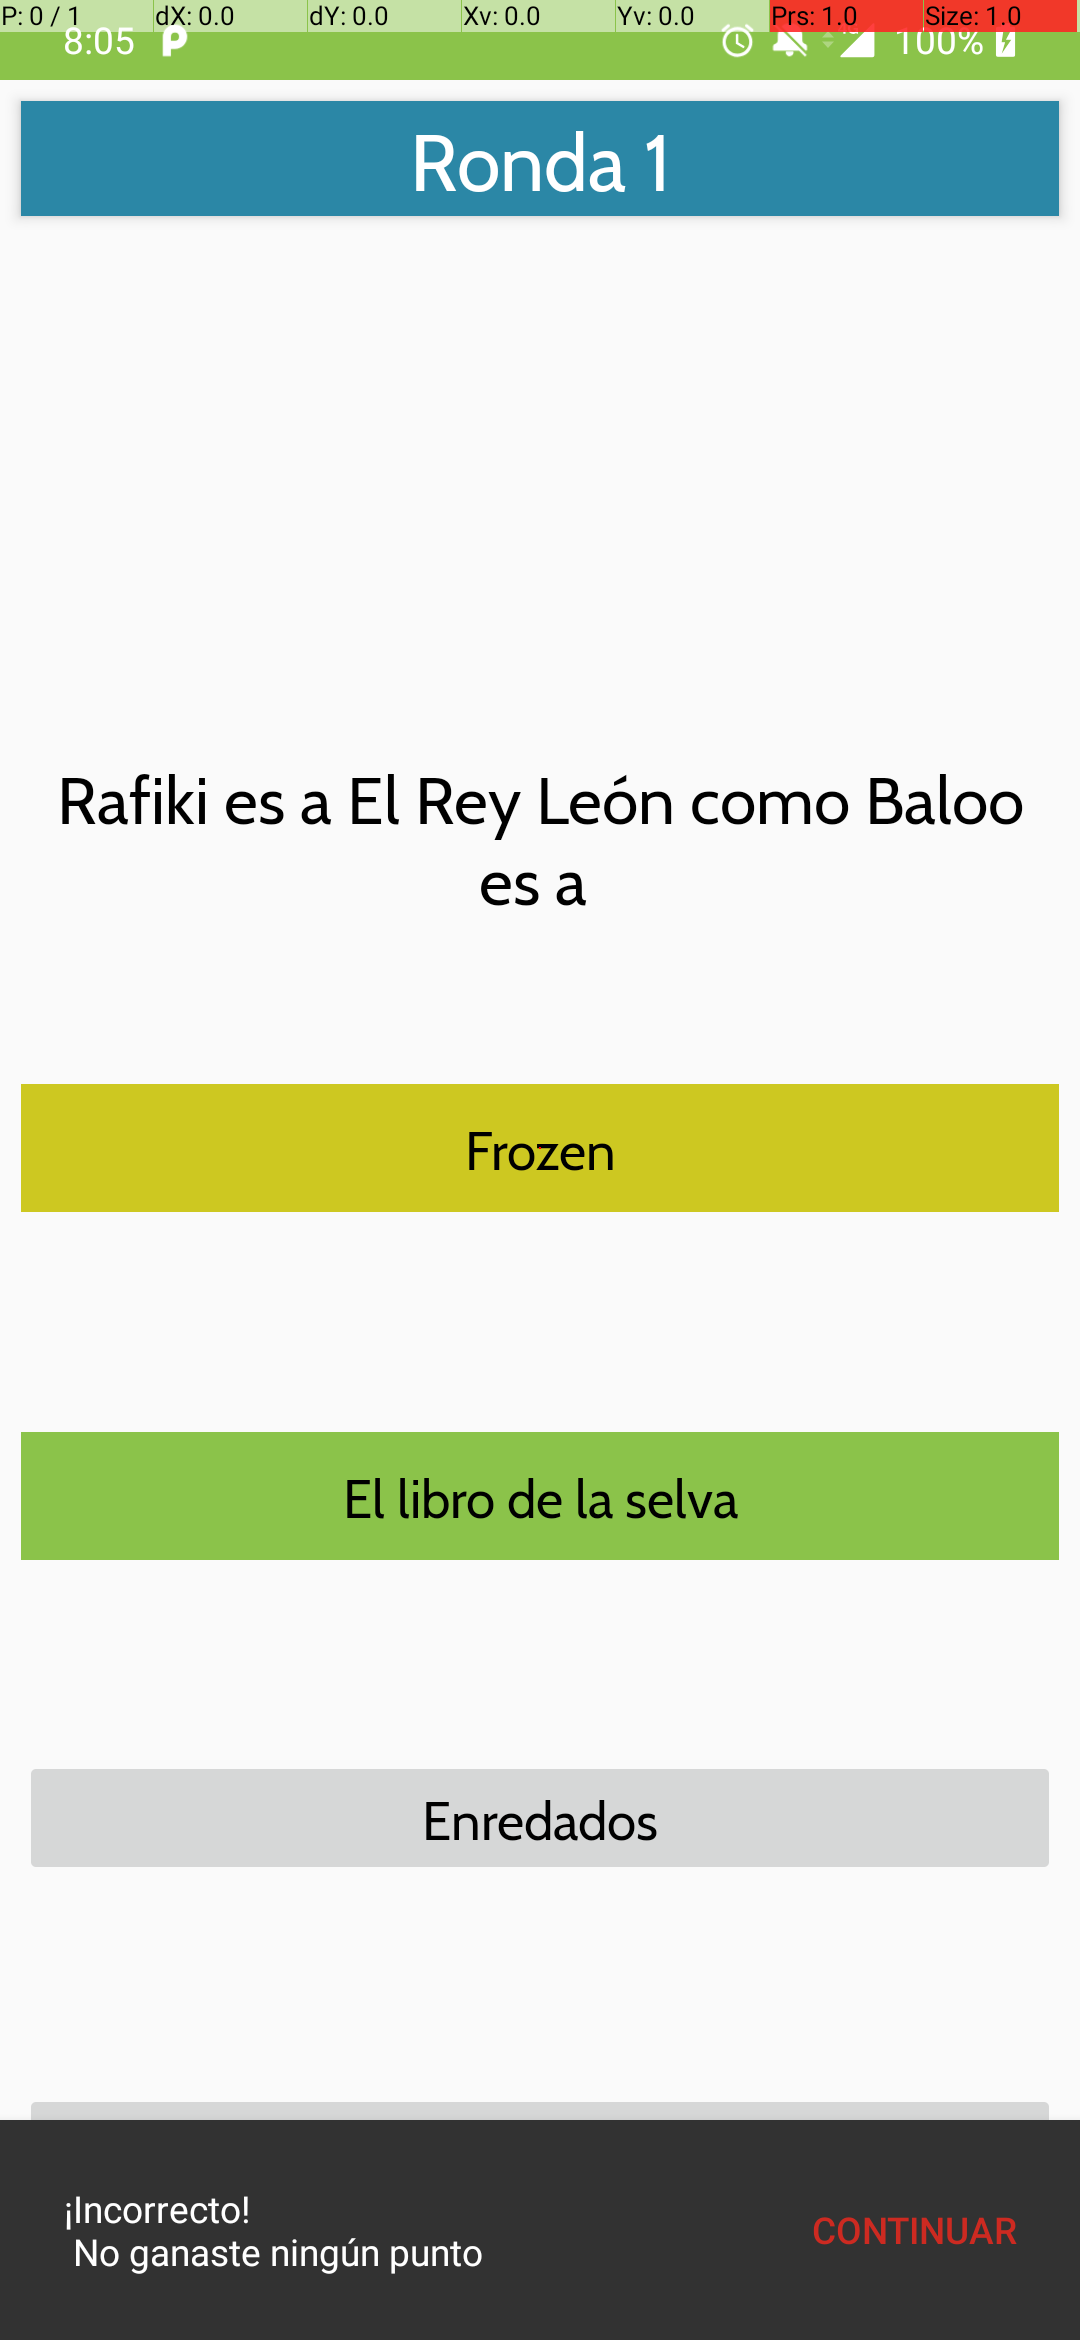 P: 0 / 1 dX: 0.0 dY: 0.0 Xv: 0.0 Yv: 0.0 Prs: 1.0 Size: 1.0
8:05 100%
Ronda 1
Rafiki es a El Rey León como Baloo
es a
Frozen
El libro de la selva
Enredados
¡Incorrecto!
No ganaste ningún punto
CONTINUAR